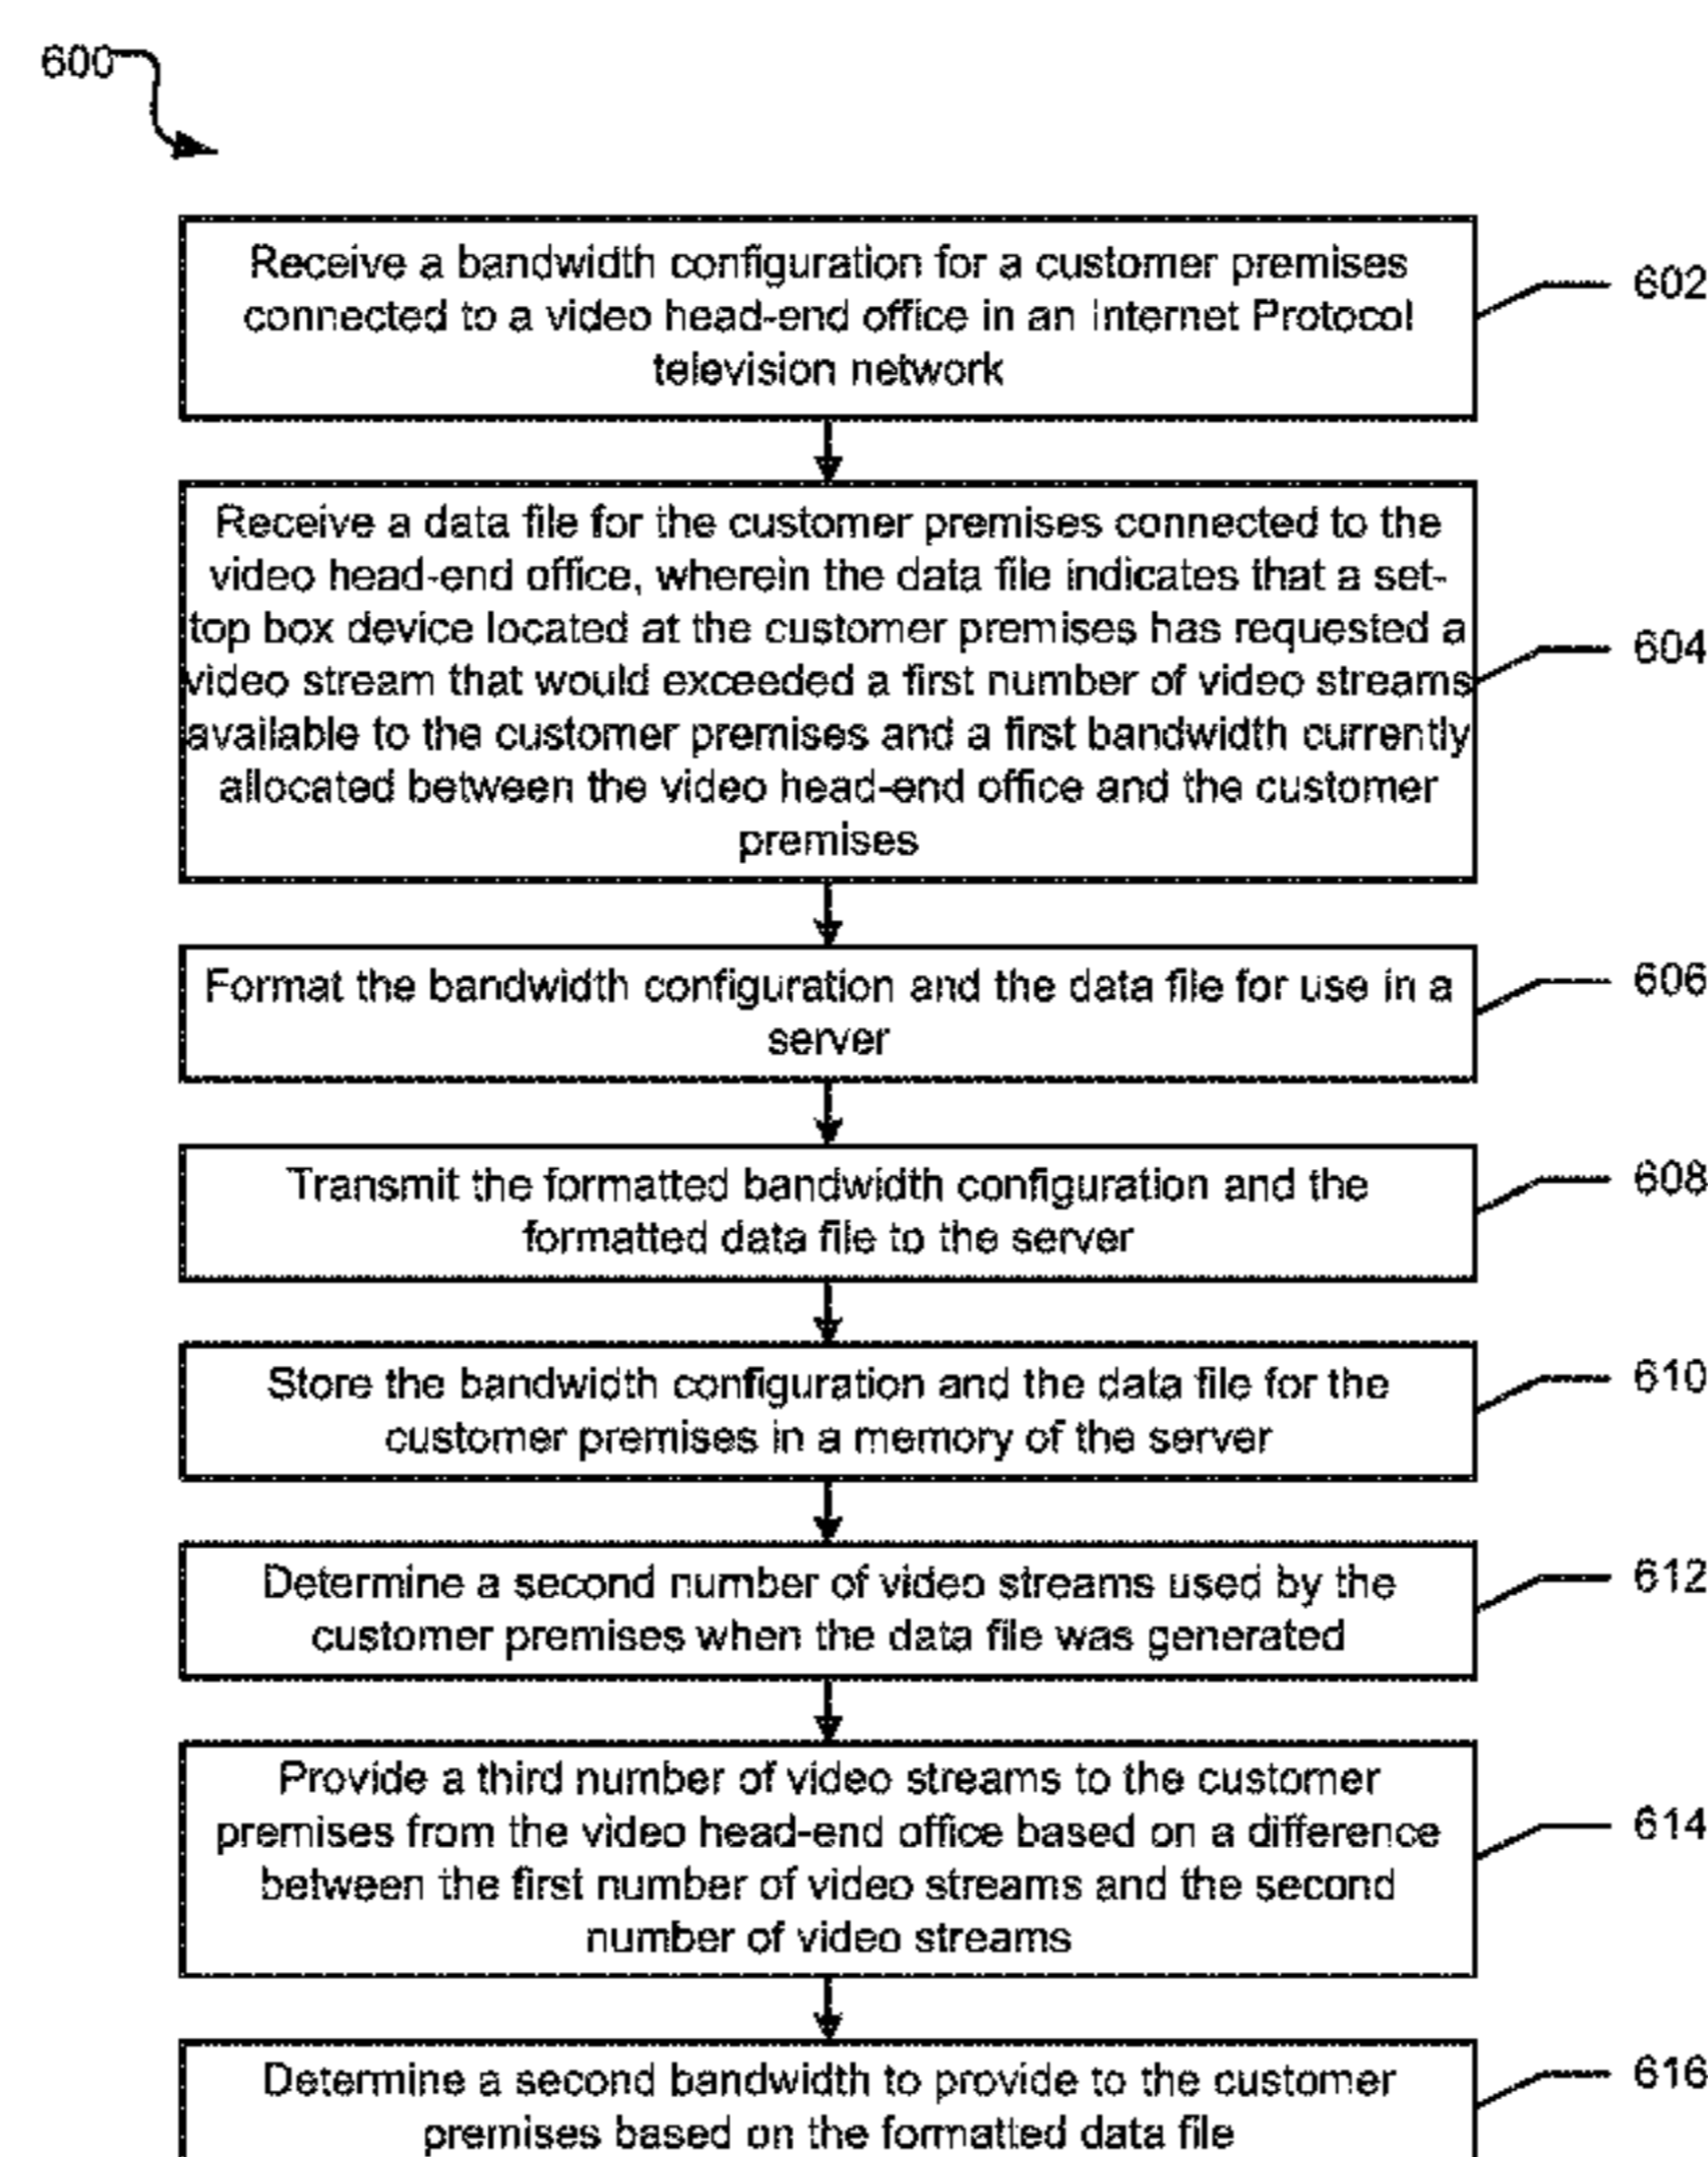 600
Receive a bandwidth configuration for a customer premises
connected to a video head-end office in an Internet Protocol
television network
602
Receive a data file for the customer premises connected to the
video head-end office, wherein the data file indicates that a set-
top box device located at the customer premises has requested a
video stream that would exceeded a first number of video streams
available to the customer premises and a first bandwidth currently
allocated between the video head-end office and the customer
premises
604
Format the bandwidth configuration and the data file for use in a
server
606
Transmit the formatted bandwidth configuration and the
formatted data file to the server
608
Store the bandwidth configuration and the data file for the
customer premises in a memory of the server
610
Determine a second number of video streams used by the
customer premises when the data file was generated
612
Provide a third number of video streams to the customer
premises from the video head-end office based on a difference
between the first number of video streams and the second
number of video streams
614
Determine a second bandwidth to provide to the customer
premises based on the formatted data file
616